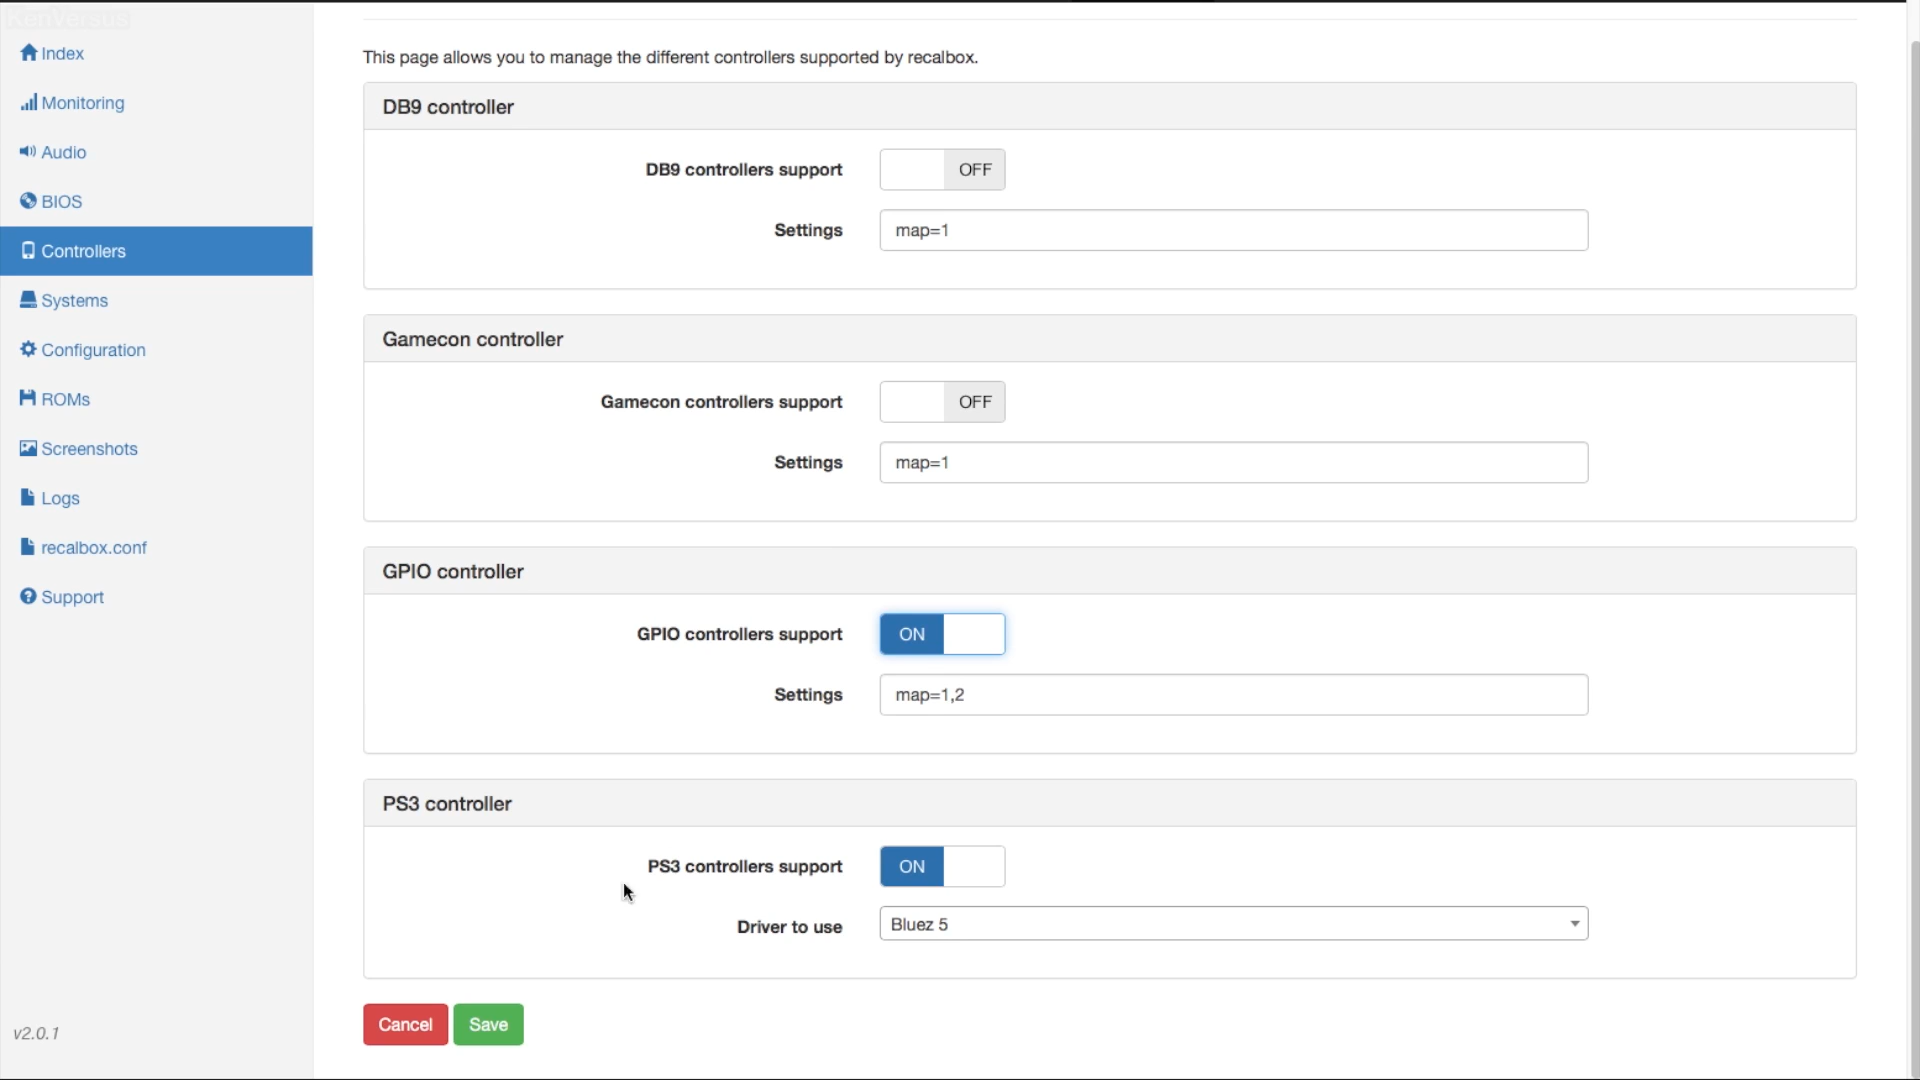 This page allows you to manage the different controllers supported by recalbox.
Index
Monitoring
Audio
BIOS
Controllers
Systems
Configuration
ROMs
Screenshots
Logs
recalbox.conf
Support
v2.0.1
DB9 controller
DB9 controllers support OFF
Settings map=1
Gamecon controller
Gamecon controllers support OFF
Settings map=1
GPIO controller
GPIO controllers support ON
Settings map=1,2
PS3 controller
PS3 controllers support ON
Driver to use Bluez 5
Cancel Save